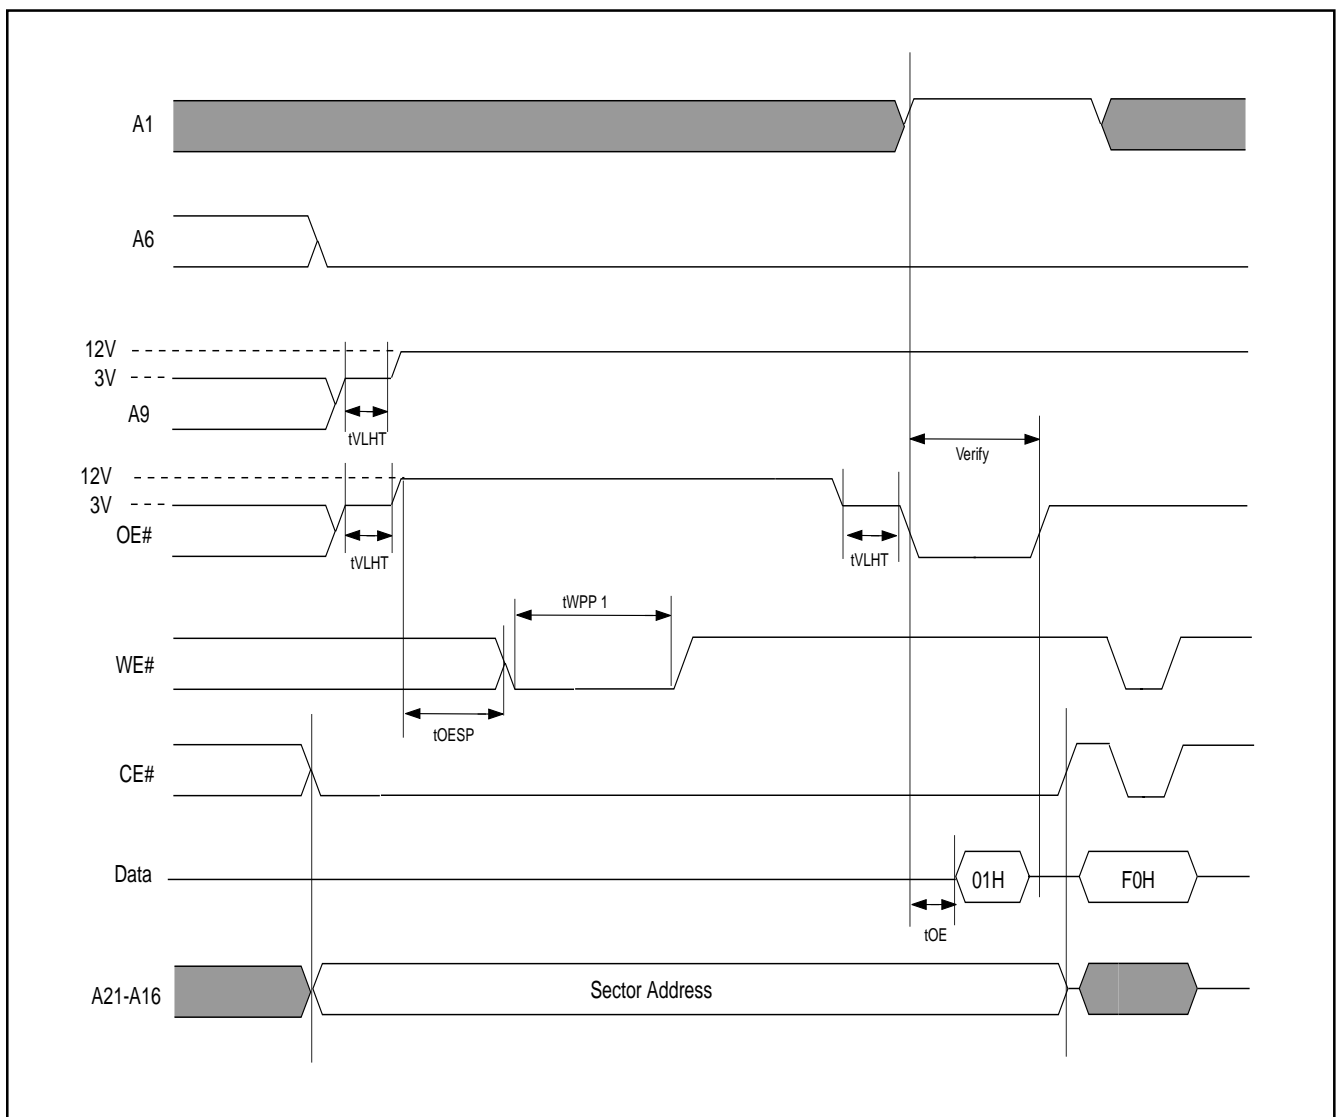 A1
A6
12V
3V
A9
tVLHT
Verify
12V
3V
OE#
tVLHT
tVLHT
tWPP 1
WE#
tOESP
CE#
Data
01H
F0H
tOE
A21-A16
Sector Address